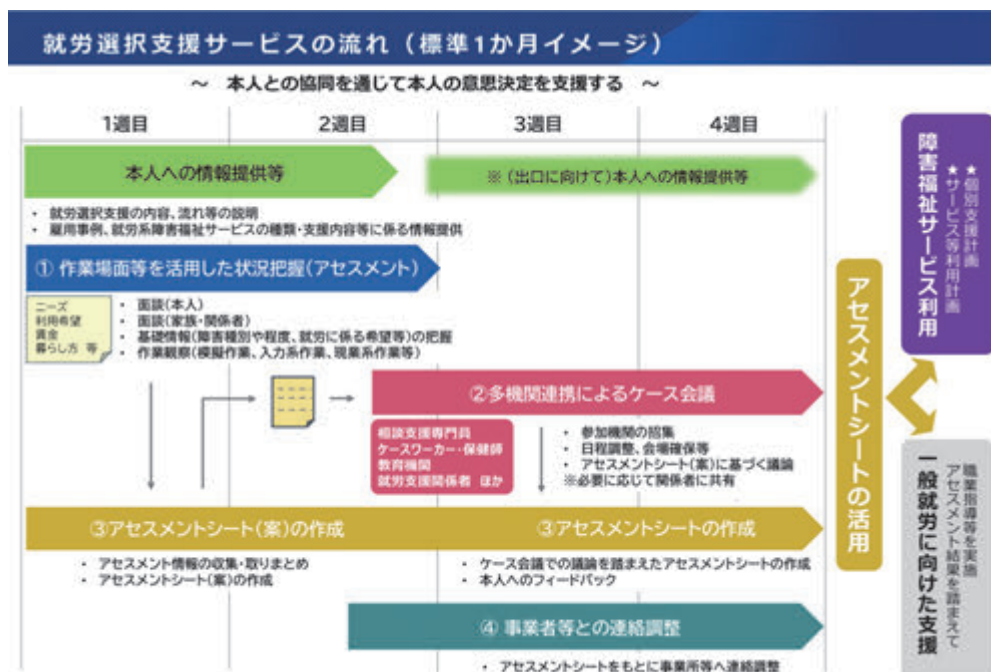 就労選択支援サービスの流れ（標準1か月イメージ）
～ 本人との協同を通じて本人の意思決定を支援する ～
1週目
2週目
3週目
4週目
本人への情報提供等
※（出口に向けて）本人への情報提供等
・ 就労選択支援の内容、流れ等の説明
・ 雇用事例、就労系障害福祉サービスの種類・支援内容等に係る情報提供
① 作業場面等を活用した状況把握（アセスメント）
ニーズ
利用希望
賃金
暮らし方 等
・ 面談（本人）
・ 面談（家族・関係者）
・ 基礎情報（障害種別や程度、就労に係る希望等）の把握
・ 作業観察（模擬作業、入力系作業、現業系作業等）
②多機関連携によるケース会議
相談支援専門員
ケースワーカー・保健師
教育機関
就労支援関係者 ほか
・ 参加機関の招集
・ 日程調整、会場確保等
・ アセスメントシート（案）に基づく議論
※必要に応じて関係者に共有
③アセスメントシート（案）の作成
③アセスメントシートの作成
・ アセスメント情報の収集・取りまとめ
・ アセスメントシート（案）の作成
・ ケース会議での議論を踏まえたアセスメントシートの作成
・ 本人へのフィードバック
④ 事業者等との連絡調整
・ アセスメントシートをもとに事業所等へ連絡調整
アセスメントシートの活用
障害福祉サービス利用
★個別支援計画
★サービス等利用計画
一般就労に向けた支援
アセスメント結果を踏まえて
職業指導等を実施